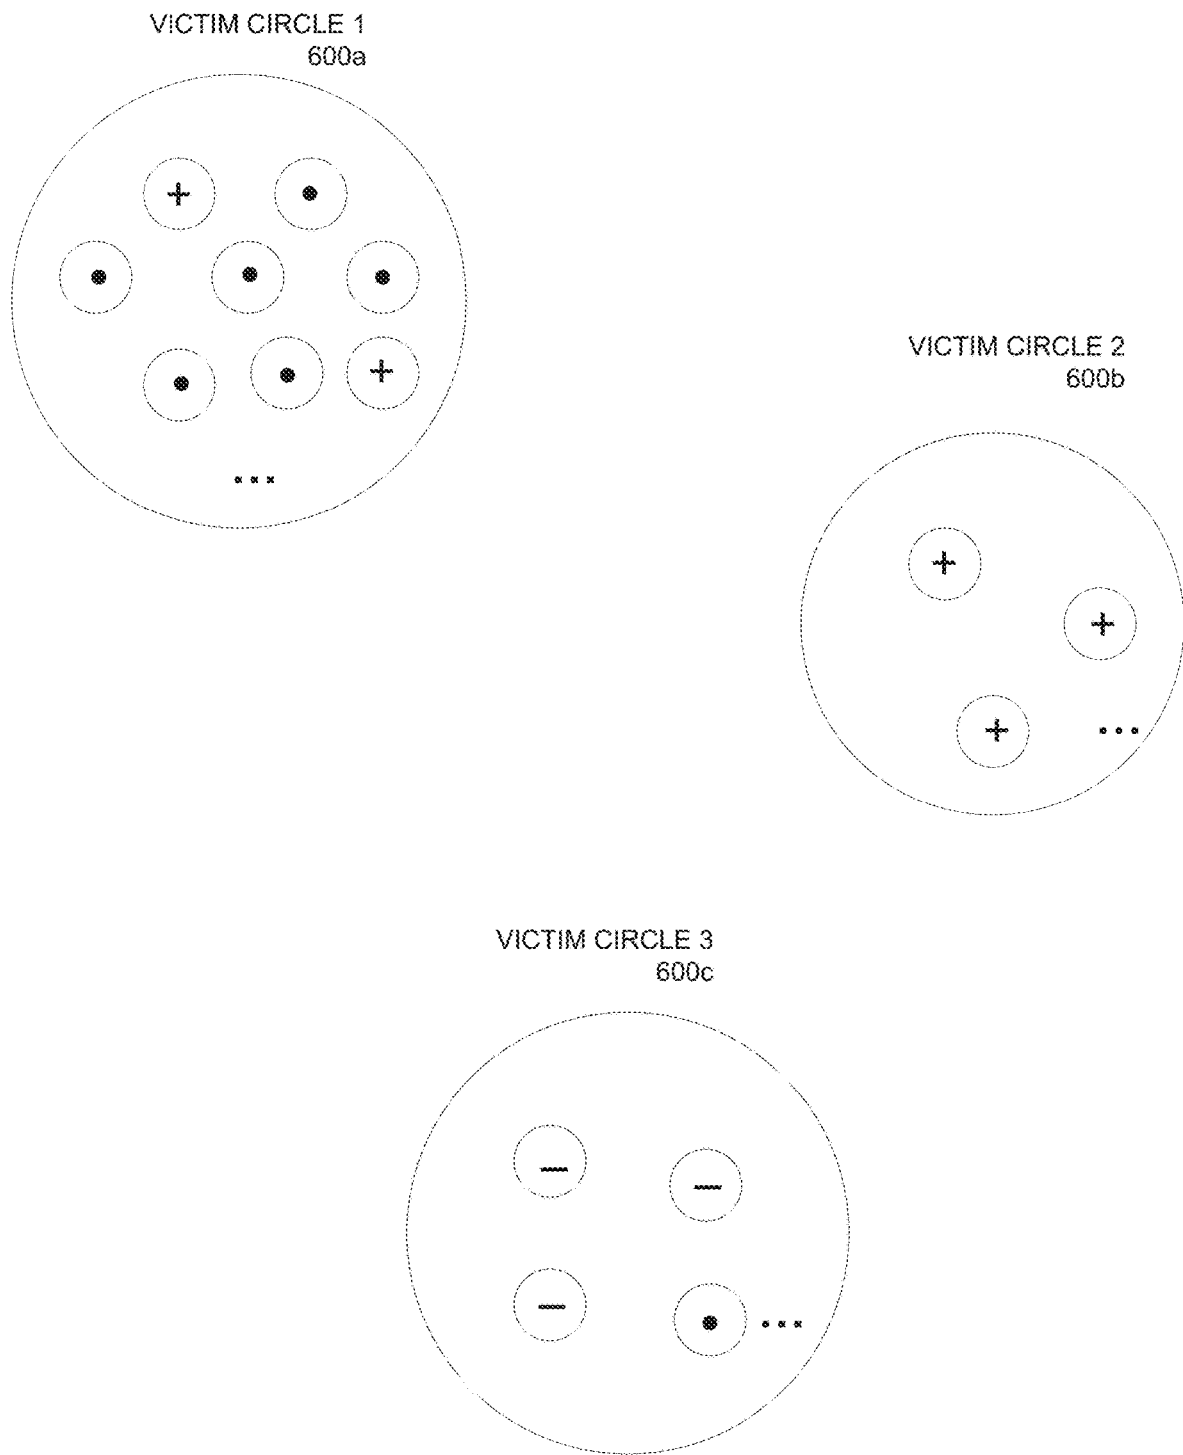 VICTIM CIRCLE 1
600a
+ •
• • •
• • +
...
VICTIM CIRCLE 2
600b
+
+
+ ...
VICTIM CIRCLE 3
600c
— —
— • ...